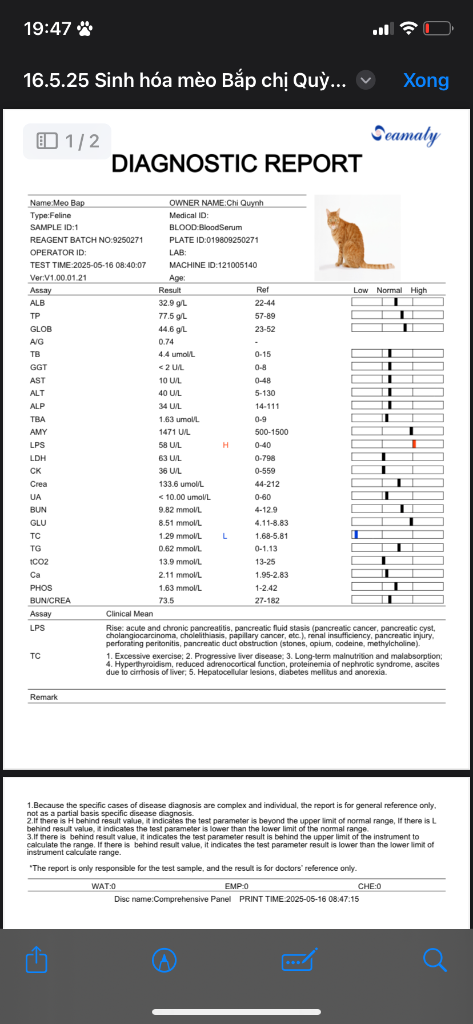 19:47
16.5.25 Sinh hóa mèo Bắp chị Quỳ... Xong
1/2
Seamaty
DIAGNOSTIC REPORT
Name:Meo Bap OWNER NAME:Chi Quynh
Type:Feline Medical ID:
SAMPLE ID:1 BLOOD:BloodSerum
REAGENT BATCH NO:9250271 PLATE ID:019809250271
OPERATOR ID: LAB:
TEST TIME:2025-05-16 08:40:07 MACHINE ID:121005140
Ver:V1.00.01.21 Age:
Assay Result Ref Low Normal High
ALB 32.9 g/L 22-44
TP 77.5 g/L 57-89
GLOB 44.6 g/L 23-52
A/G 0.74 -
TB 4.4 umol/L 0-15
GGT < 2 U/L 0-8
AST 10 U/L 0-48
ALT 40 U/L 5-130
ALP 34 U/L 14-111
TBA 1.63 umol/L 0-9
AMY 1471 U/L 500-1500
LPS 58 U/L H 0-40
LDH 63 U/L 0-798
CK 36 U/L 0-559
Crea 133.6 umol/L 44-212
UA < 10.00 umol/L 0-60
BUN 9.82 mmol/L 4-12.9
GLU 8.51 mmol/L 4.11-8.83
TC 1.29 mmol/L L 1.68-5.81
TG 0.62 mmol/L 0-1.13
tCO2 13.9 mmol/L 13-25
Ca 2.11 mmol/L 1.95-2.83
PHOS 1.63 mmol/L 1-2.42
BUN/CREA 73.5 27-182
Assay Clinical Mean
LPS Rise: acute and chronic pancreatitis, pancreatic fluid stasis (pancreatic cancer, pancreatic cyst,
cholangiocarcinoma, cholelithiasis, papillary cancer, etc.), renal insufficiency, pancreatic injury,
perforating peritonitis, pancreatic duct obstruction (stones, opium, codeine, methylcholine).
TC 1. Excessive exercise; 2. Progressive liver disease; 3. Long-term malnutrition and malabsorption;
4. Hyperthyroidism, reduced adrenocortical function, proteinemia of nephrotic syndrome, ascites
due to cirrhosis of liver; 5. Hepatocellular lesions, diabetes mellitus and anorexia.
Remark
1.Because the specific cases of disease diagnosis are complex and individual, the report is for general reference only,
not as a partial basis specific disease diagnosis.
2.If there is H behind result value, it indicates the test parameter is beyond the upper limit of normal range, If there is L
behind result value, it indicates the test parameter is lower than the lower limit of the normal range.
3.If there is behind result value, it indicates the test parameter result is behind the upper limit of the instrument to
calculate the range. If there is behind result value, it indicates the test parameter result is lower than the lower limit of
instrument calculate range.
*The report is only responsible for the test sample, and the result is for doctors' reference only.
WAT:0 EMP:0 CHE:0
Disc name:Comprehensive Panel PRINT TIME:2025-05-16 08:47:15